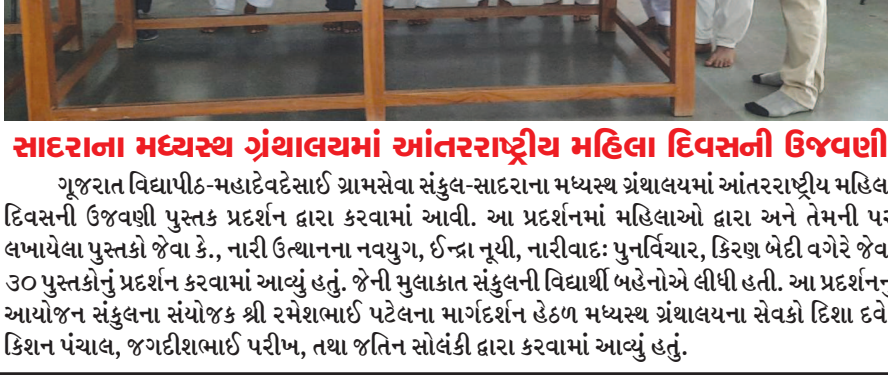 સાદરાના મધ્યસ્થ ગ્રંથાલયમાં આંતરરાષ્ટ્રીય મહિલા દિવસની ઉજવણી
ગૂજરાત વિદ્યાપીઠ-મહાદેવદેસાઈ ગ્રામસેવા સંકુલ-સાદરાના મધ્યસ્થ ગ્રંથાલયમાં આંતરરાષ્ટ્રીય મહિલા
દિવસની ઉજવણી પુસ્તક પ્રદર્શન દ્વારા કરવામાં આવી. આ પ્રદર્શનમાં મહિલાઓ દ્વારા અને તેમની પર
લખાયેલા પુસ્તકો જેવા કે., નારી ઉત્થાનના નવયુગ, ઈન્દ્રા નૂયી, નારીવાદઃ પુનર્વિચાર, કિરણ બેદી વગેરે જેવા
૩૦ પુસ્તકોનું પ્રદર્શન કરવામાં આવ્યું હતું. જેની મુલાકાત સંકુલની વિદ્યાર્થી બહેનોએ લીધી હતી. આ પ્રદર્શનનુ
આયોજન સંકુલના સંયોજક શ્રી રમેશભાઈ પટેલના માર્ગદર્શન હેઠળ મધ્યસ્થ ગ્રંથાલયના સેવકો દિશા દવે
કિશન પંચાલ, જગદીશભાઈ પરીખ, તથા જતિન સોલંકી દ્વારા કરવામાં આવ્યું હતું.